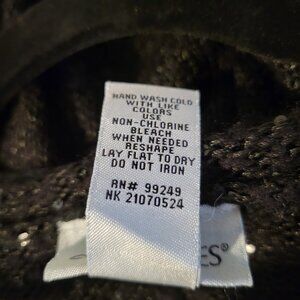 HAND WASH COLD
WITH LIKE
COLORS
USE
NON-CHLORINE
BLEACH
WHEN NEEDED
RESHAPE
LAY FLAT TO DRY
DO NOT IRON
RN# 99249
NK 21070524
ES®